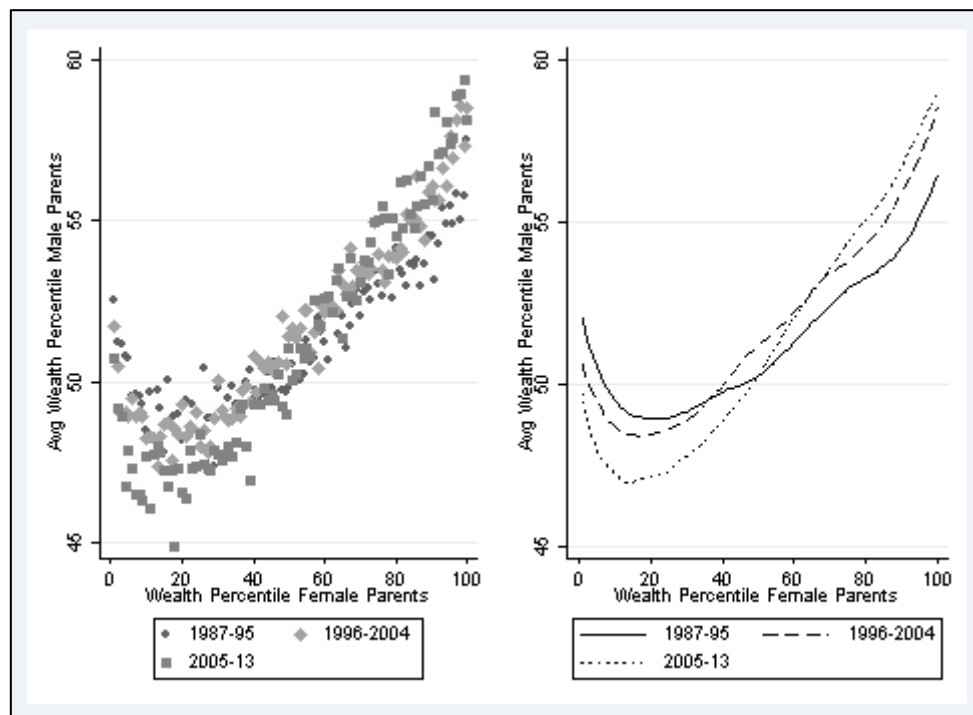 60
55
50
45
Avg Wealth Percentile Male Parents
0 20 40 60 80 100
Wealth Percentile Female Parents
1987-95 1996-2004
2005-13
60
55
50
45
Avg Wealth Percentile Male Parents
0 20 40 60 80 100
Wealth Percentile Female Parents
1987-95 1996-2004
2005-13